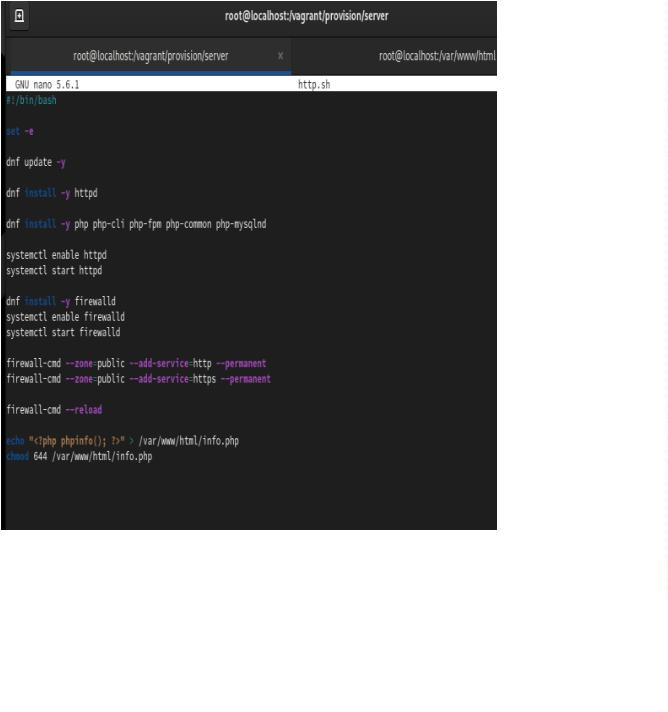 root@localhost:/vagrant/provision/server
root@localhost:/vagrant/provision/server x root@localhost:/var/www/html
GNU nano 5.6.1 http.sh
#!/bin/bash
set -e
dnf update -y
dnf install -y httpd
dnf install -y php php-cli php-fpm php-common php-mysqlnd
systemctl enable httpd
systemctl start httpd
dnf install -y firewalld
systemctl enable firewalld
systemctl start firewalld
firewall-cmd --zone=public --add-service=http --permanent
firewall-cmd --zone=public --add-service=https --permanent
firewall-cmd --reload
echo "<?php phpinfo(); ?>" > /var/www/html/info.php
chmod 644 /var/www/html/info.php